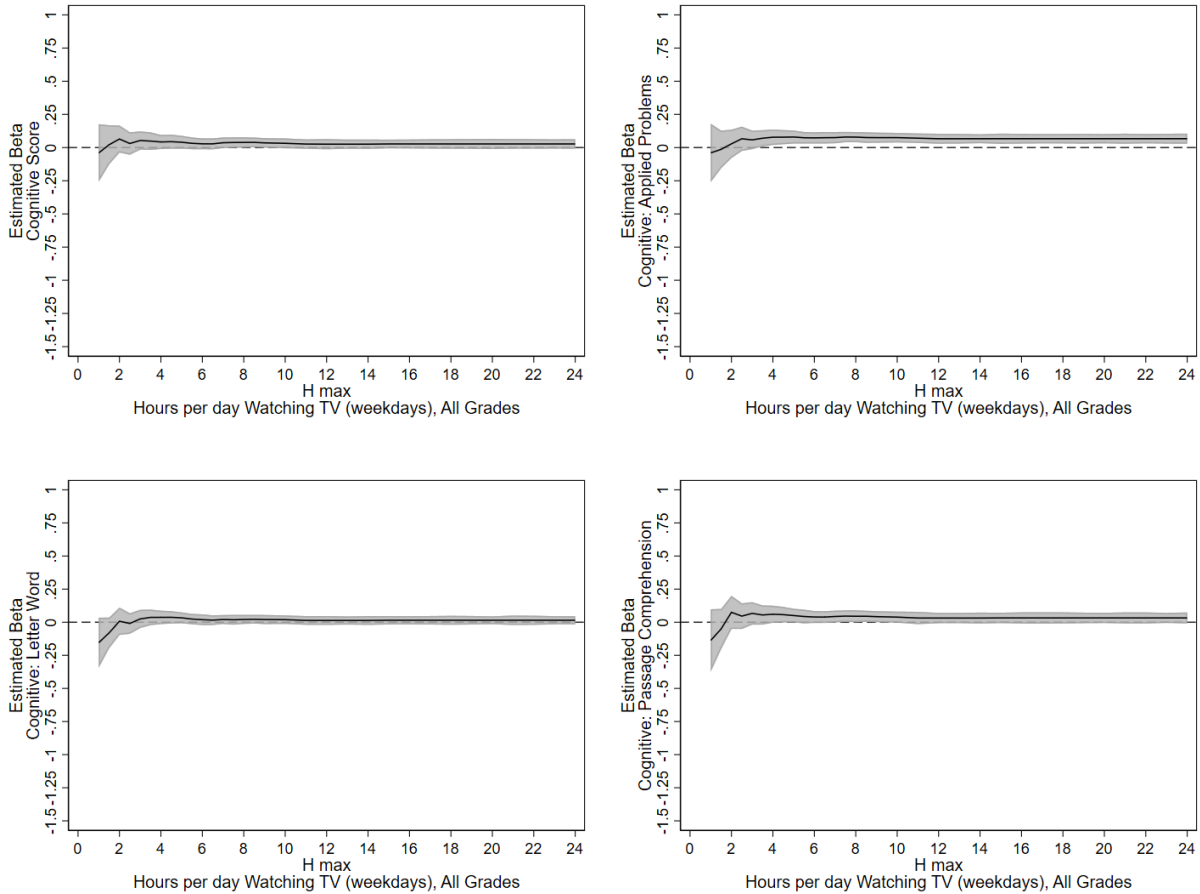 Estimated Beta
Cognitive Score
1
.75
.5
.25
0
-.25
-.5
-.75
-1
-1.25
-1.5
0 2 4 6 8 10 12 14 16 18 20 22 24
H max
Hours per day Watching TV (weekdays), All Grades
Estimated Beta
Cognitive: Applied Problems
1
.75
.5
.25
0
-.25
-.5
-.75
-1
-1.25
-1.5
0 2 4 6 8 10 12 14 16 18 20 22 24
H max
Hours per day Watching TV (weekdays), All Grades
Estimated Beta
Cognitive: Letter Word
1
.75
.5
.25
0
-.25
-.5
-.75
-1
-1.25
-1.5
0 2 4 6 8 10 12 14 16 18 20 22 24
H max
Hours per day Watching TV (weekdays), All Grades
Estimated Beta
Cognitive: Passage Comprehension
1
.75
.5
.25
0
-.25
-.5
-.75
-1
-1.25
-1.5
0 2 4 6 8 10 12 14 16 18 20 22 24
H max
Hours per day Watching TV (weekdays), All Grades